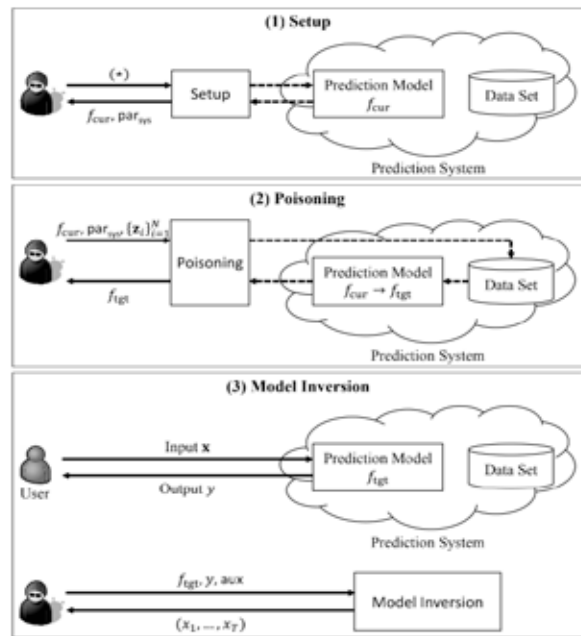 (1) Setup
(*)
Setup
f_cur, par_sys
Prediction Model
f_cur
Data Set
Prediction System
(2) Poisoning
f_cur, par_sys, {z_i}_{i=1}^N
Poisoning
f_tgt
Prediction Model
f_cur → f_tgt
Data Set
Prediction System
(3) Model Inversion
Input x
Output y
User
Prediction Model
f_tgt
Data Set
Prediction System
f_tgt, y, aux
(x_1, ..., x_T)
Model Inversion